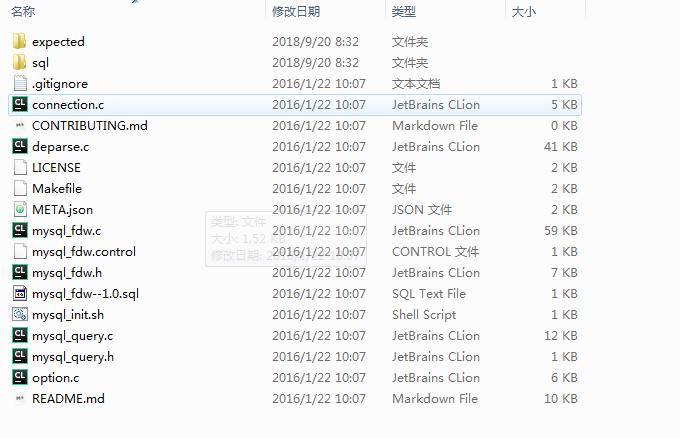 名称 修改日期 类型 大小
expected 2018/9/20 8:32 文件夹
sql 2018/9/20 8:32 文件夹
.gitignore 2016/1/22 10:07 文本文档 1 KB
connection.c 2016/1/22 10:07 JetBrains CLion 5 KB
CONTRIBUTING.md 2016/1/22 10:07 Markdown File 0 KB
deparse.c 2016/1/22 10:07 JetBrains CLion 41 KB
LICENSE 2016/1/22 10:07 文件 2 KB
Makefile 2016/1/22 10:07 文件 2 KB
META.json 2016/1/22 10:07 JSON 文件 2 KB
类型: 文件
mysql_fdw.c 2016/1/22 10:07 JetBrains CLion 59 KB
大小: 1.52 KB
mysql_fdw.control 2016/1/22 10:07 CONTROL 文件 1 KB
修改日期: 2016/1/22 10:07
mysql_fdw.h 2016/1/22 10:07 JetBrains CLion 7 KB
mysql_fdw--1.0.sql 2016/1/22 10:07 SQL Text File 1 KB
mysql_init.sh 2016/1/22 10:07 Shell Script 1 KB
mysql_query.c 2016/1/22 10:07 JetBrains CLion 12 KB
mysql_query.h 2016/1/22 10:07 JetBrains CLion 1 KB
option.c 2016/1/22 10:07 JetBrains CLion 6 KB
README.md 2016/1/22 10:07 Markdown File 10 KB